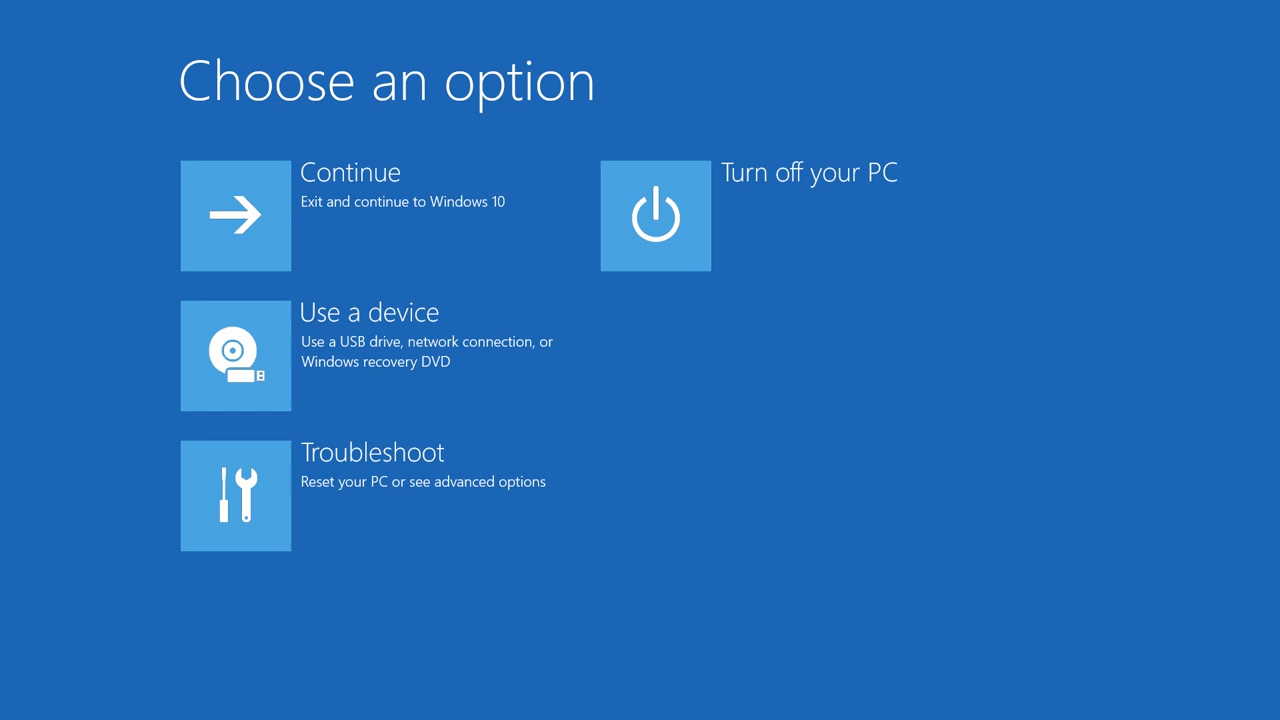 Choose an option
Continue
Exit and continue to Windows 10
Turn off your PC
Use a device
Use a USB drive, network connection, or
Windows recovery DVD
Troubleshoot
Reset your PC or see advanced options